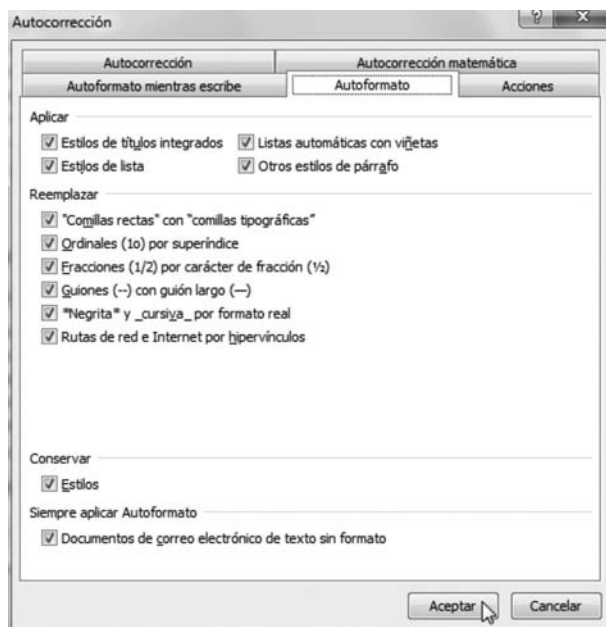 Autocorrección
Autocorrección Autocorrección matemática
Autoformato mientras escribe Autoformato Acciones
Aplicar
Estilos de títulos integrados Listas automáticas con viñetas
Estilos de lista Otros estilos de párrafo
Reemplazar
"Comillas rectas" con “comillas tipográficas”
Ordinales (1o) por superíndice
Fracciones (1/2) por carácter de fracción (½)
Guiones (--) con guión largo (—)
*Negrita* y _cursiva_ por formato real
Rutas de red e Internet por hipervínculos
Conservar
Estilos
Siempre aplicar Autoformato
Documentos de correo electrónico de texto sin formato
Aceptar Cancelar